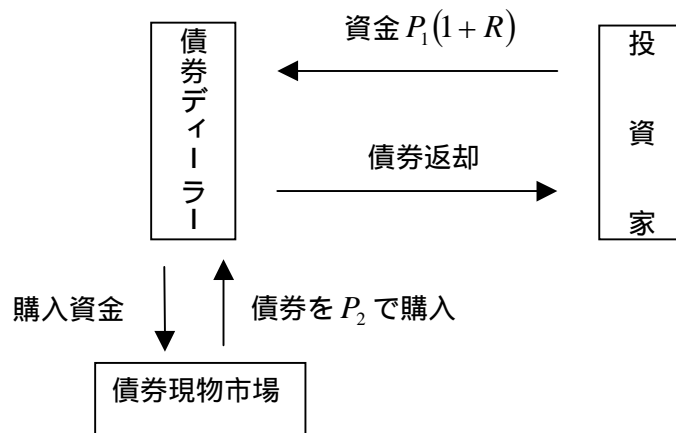 債券ディーラー
資金 P₁(1 + R)
投資家
債券返却
購入資金
債券を P₂ で購入
債券現物市場